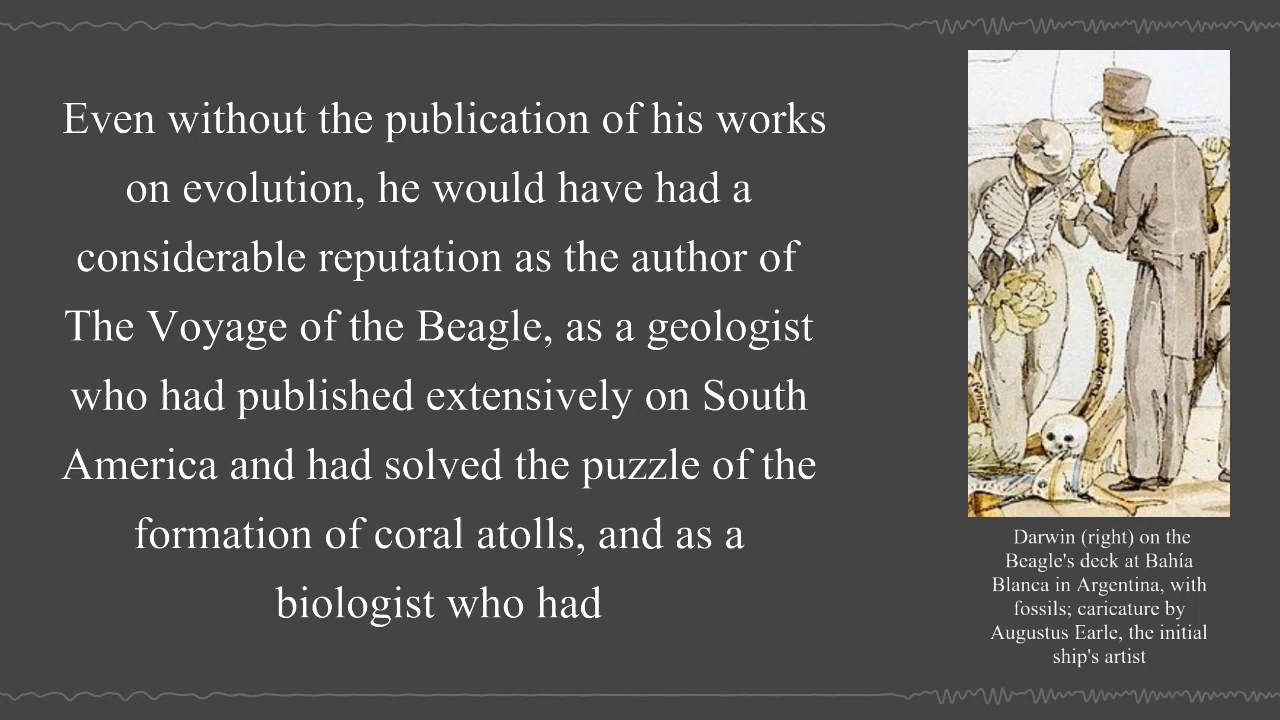 Even without the publication of his works
on evolution, he would have had a
considerable reputation as the author of
The Voyage of the Beagle, as a geologist
who had published extensively on South
America and had solved the puzzle of the
formation of coral atolls, and as a
biologist who had
Darwin (right) on the
Beagle's deck at Bahía
Blanca in Argentina, with
fossils; caricature by
Augustus Earle, the initial
ship's artist